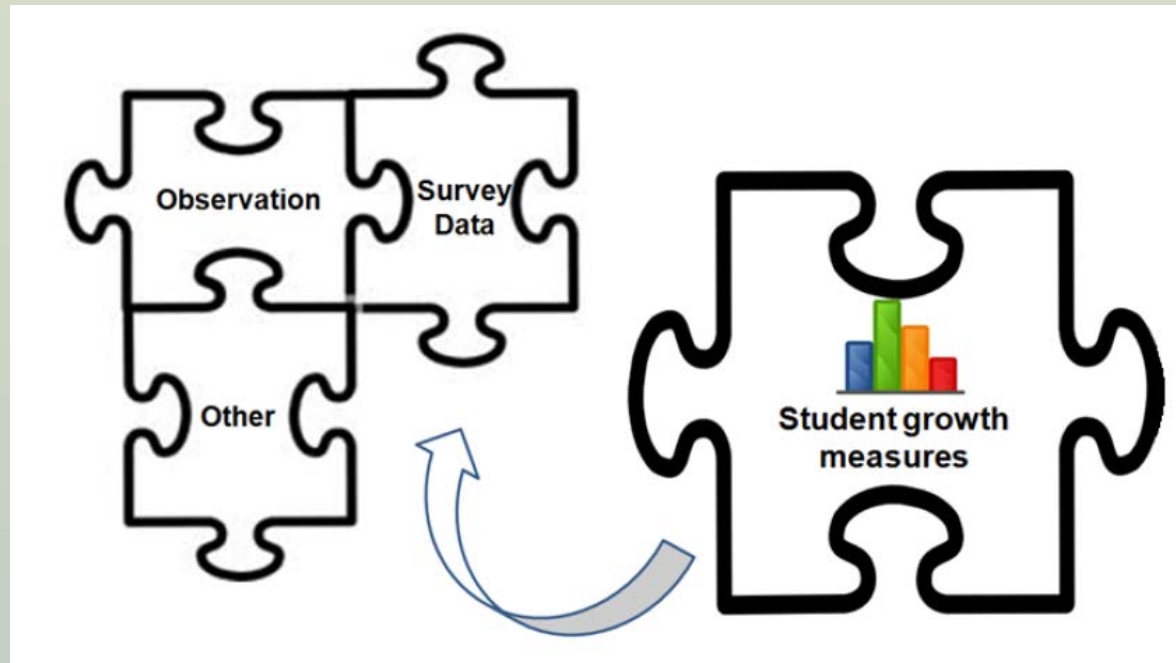 Observation
Survey
Data
Other
Student growth
measures